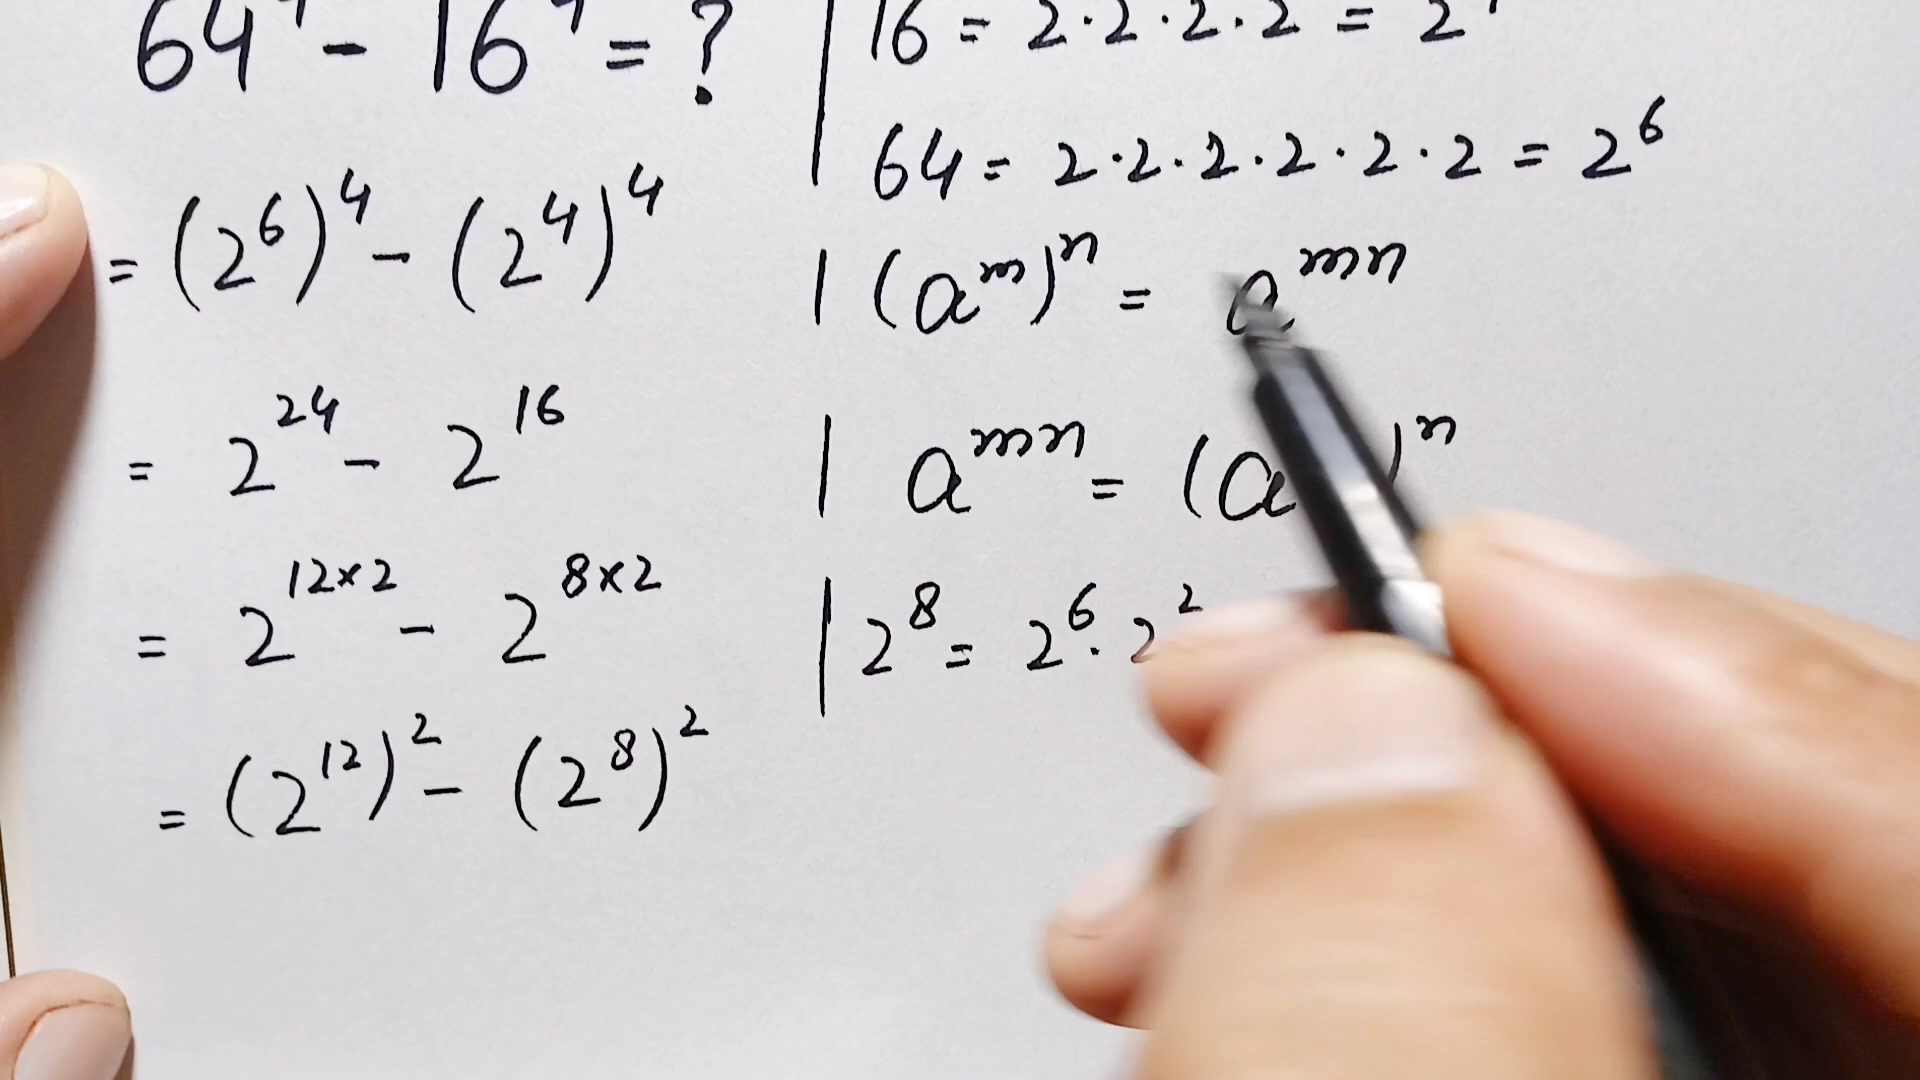 64⁴ - 16⁴ = ?
= (2⁶)⁴ - (2⁴)⁴
= 2²⁴ - 2¹⁶
= 2¹²ˣ² - 2⁸ˣ²
= (2¹²)² - (2⁸)²
16 = 2·2·2·2 = 2⁴
64 = 2·2·2·2·2·2 = 2⁶
(aᵐ)ⁿ = aᵐⁿ
aᵐⁿ = (a )ⁿ
2⁸ = 2⁶·2²